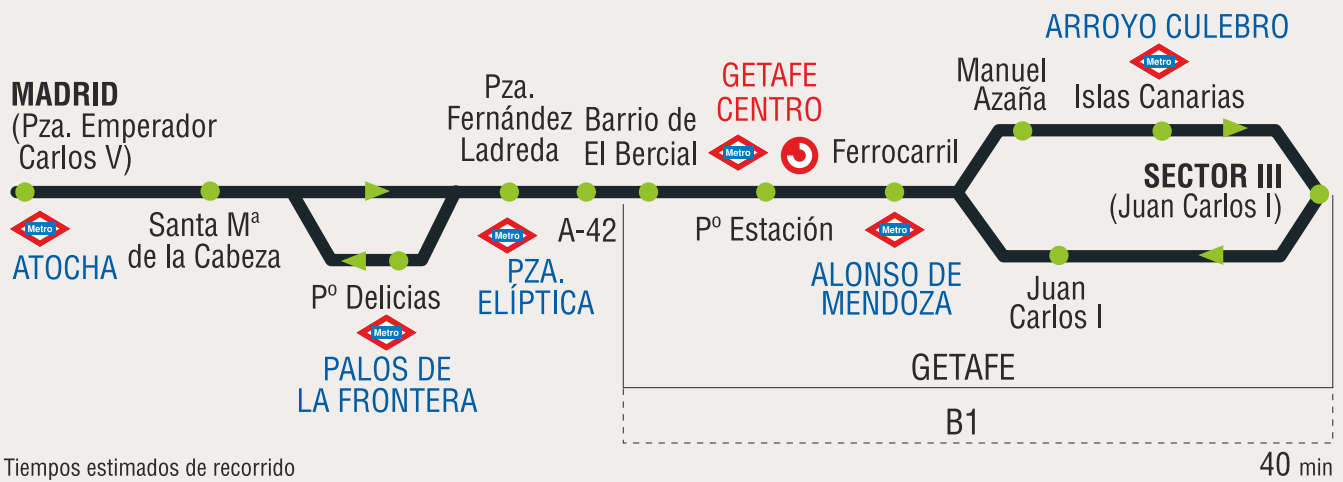 MADRID
(Pza. Emperador
Carlos V)
Metro
ATOCHA
Santa Mª
de la Cabeza
Pº Delicias
Metro
PALOS DE
LA FRONTERA
Pza.
Fernández
Ladreda
Metro
PZA.
ELÍPTICA
A-42
Barrio de
El Bercial
GETAFE
CENTRO
Metro
Pº Estación
Ferrocarril
Metro
ALONSO DE
MENDOZA
Manuel
Azaña
ARROYO CULEBRO
Metro
Islas Canarias
SECTOR III
(Juan Carlos I)
Juan
Carlos I
GETAFE
B1
Tiempos estimados de recorrido
40 min